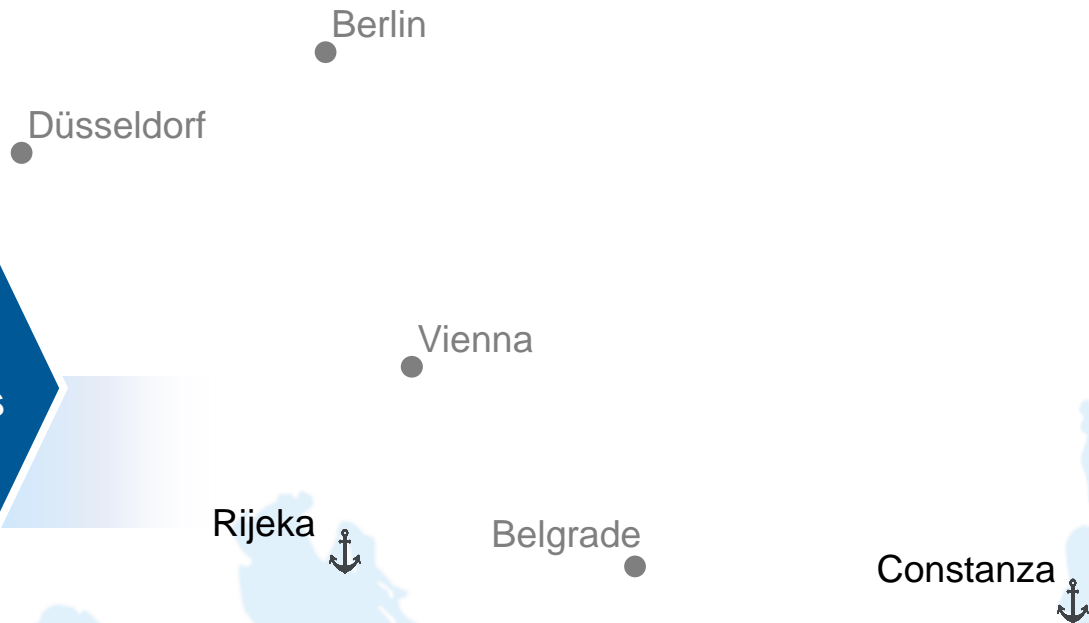 Berlin
Düsseldorf
Vienna
s
Rijeka
Belgrade
Constanza